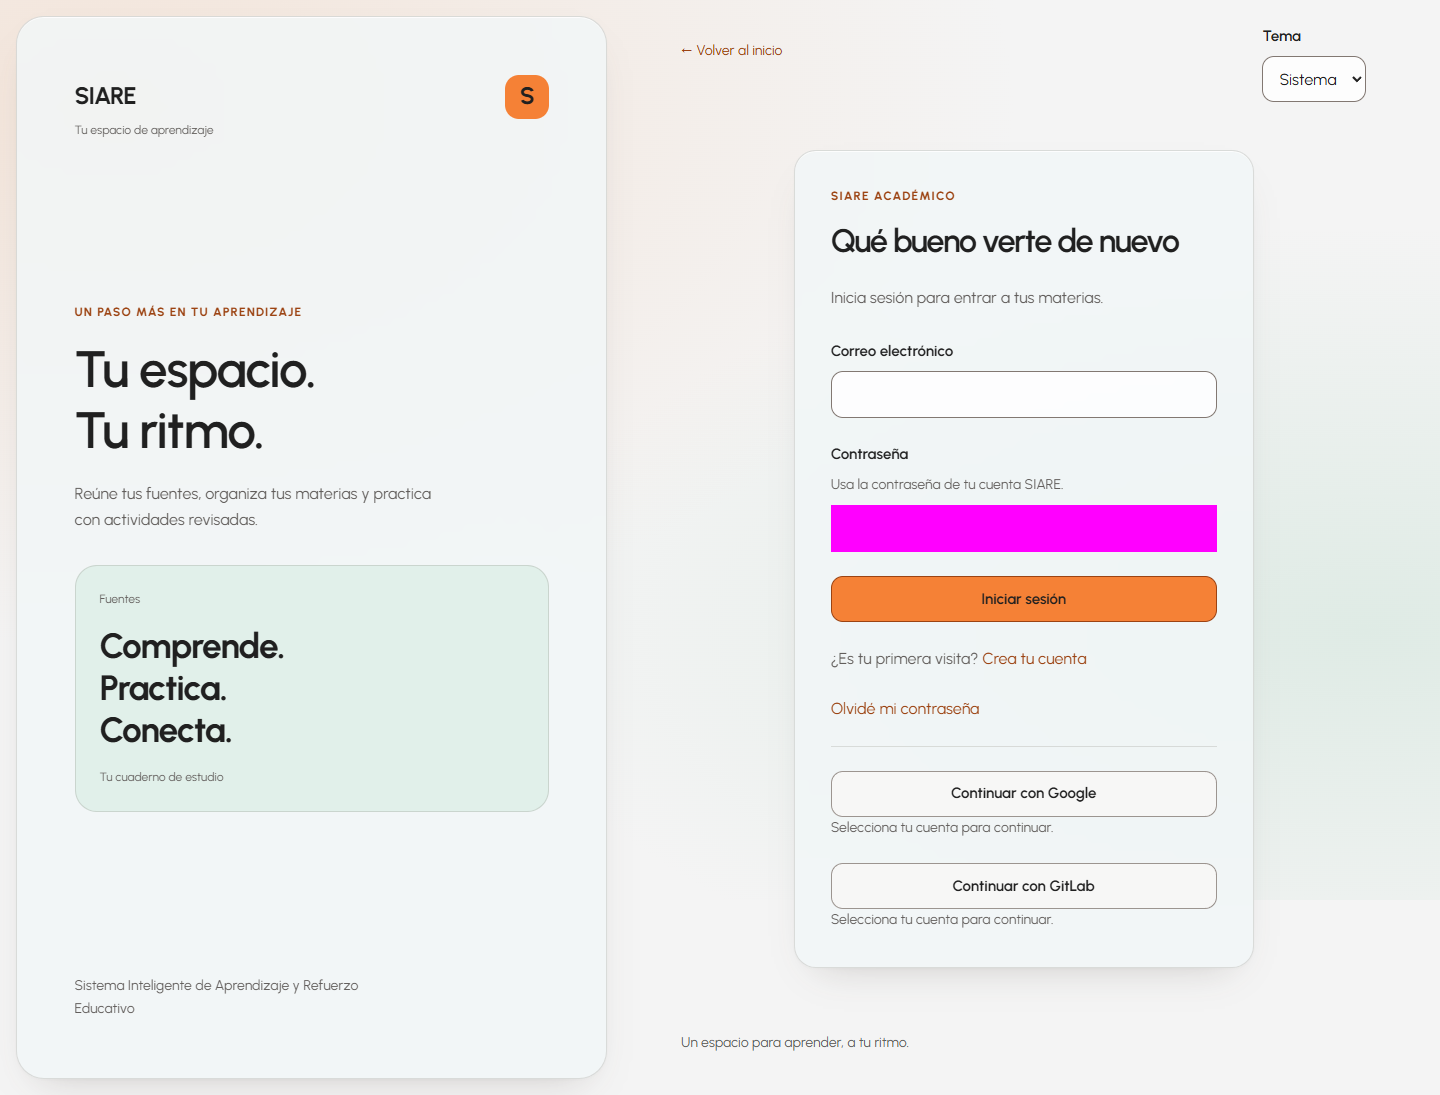 SIARE
S
Tu espacio de aprendizaje
UN PASO MÁS EN TU APRENDIZAJE
Tu espacio.
Tu ritmo.
Reúne tus fuentes, organiza tus materias y practica
con actividades revisadas.
Fuentes
Comprende.
Practica.
Conecta.
Tu cuaderno de estudio
Sistema Inteligente de Aprendizaje y Refuerzo
Educativo
← Volver al inicio
Tema
Sistema
SIARE ACADÉMICO
Qué bueno verte de nuevo
Inicia sesión para entrar a tus materias.
Correo electrónico
Contraseña
Usa la contraseña de tu cuenta SIARE.
Iniciar sesión
¿Es tu primera visita? Crea tu cuenta
Olvidé mi contraseña
Continuar con Google
Selecciona tu cuenta para continuar.
Continuar con GitLab
Selecciona tu cuenta para continuar.
Un espacio para aprender, a tu ritmo.